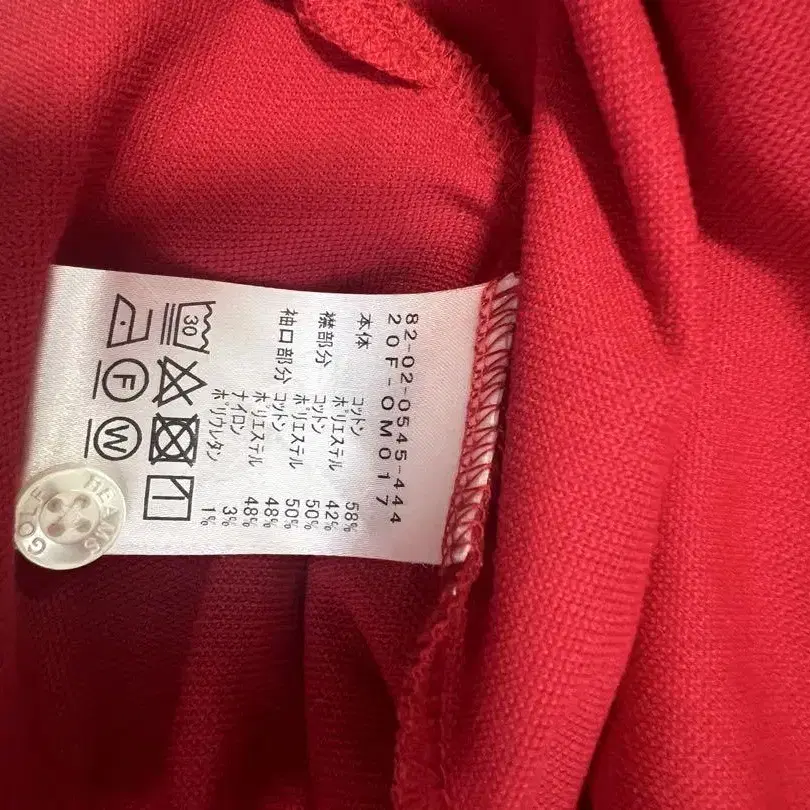 82-02-0545-444
20F-OM017
本体 コットン 58%
ポリエステル 42%
襟部分 コットン 50%
ポリエステル 50%
袖口部分 コットン 48%
ポリエステル 48%
ナイロン 3%
ポリウレタン 1%
30
F
W
BEAMS GOLF